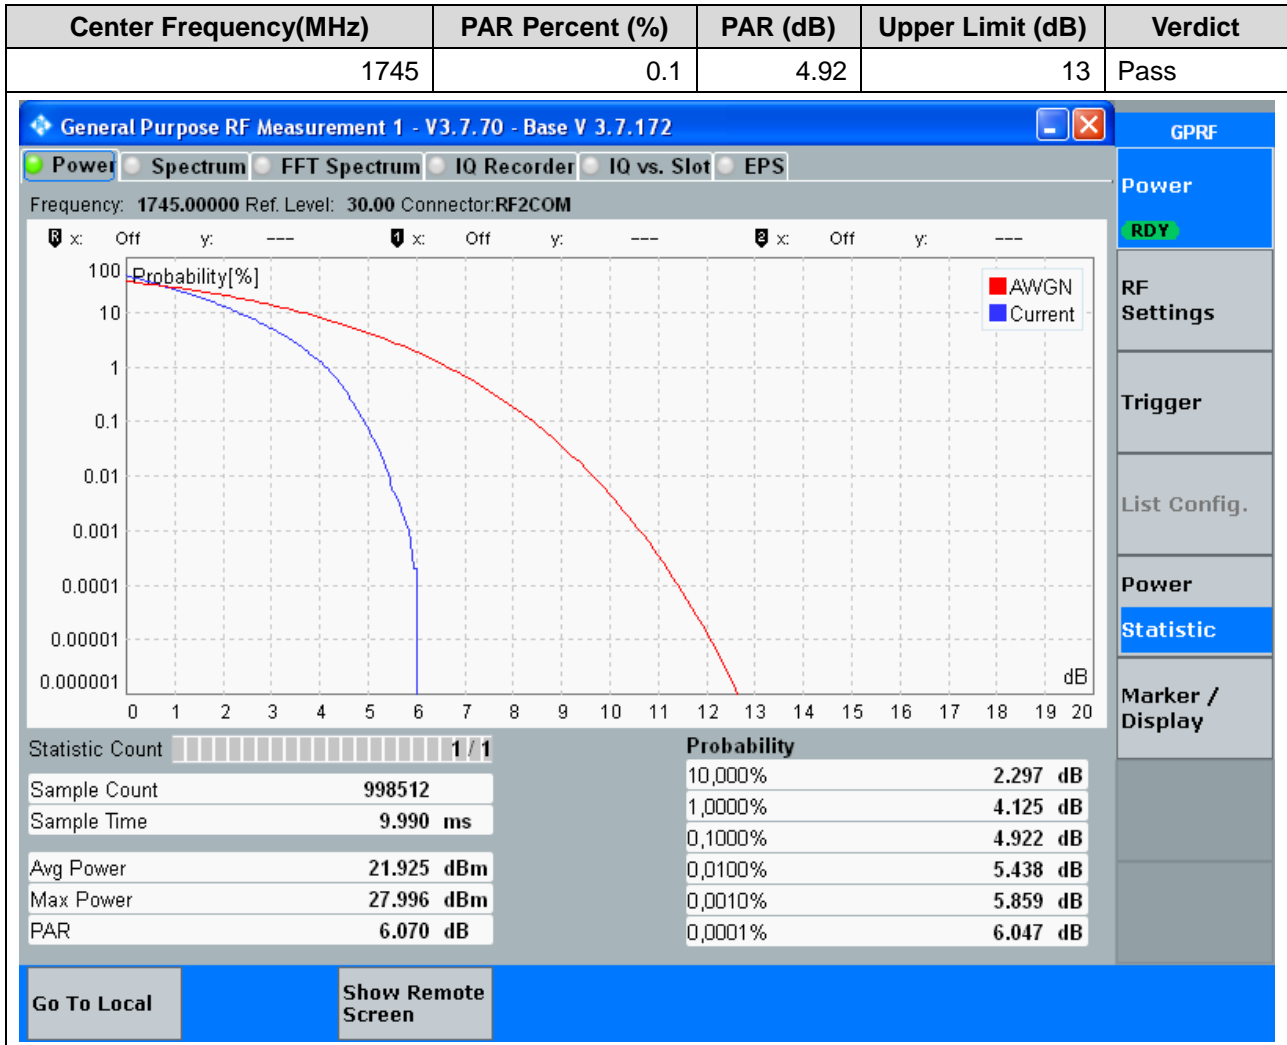 Center Frequency(MHz) PAR Percent (%) PAR (dB) Upper Limit (dB) Verdict
1745 0.1 4.92 13 Pass
General Purpose RF Measurement 1 - V3.7.70 - Base V 3.7.172
GPRF
Power Spectrum FFT Spectrum IQ Recorder IQ vs. Slot EPS
Power
RDY
Frequency: 1745.00000 Ref. Level: 30.00 Connector:RF2COM
R x: Off y: --- 1 x: Off y: --- 2 x: Off y: ---
100 Probability[%]
AWGN
Current
10
1
0.1
0.01
0.001
0.0001
0.00001
0.000001
dB
0 1 2 3 4 5 6 7 8 9 10 11 12 13 14 15 16 17 18 19 20
RF
Settings
Trigger
List Config.
Power
Statistic
Marker /
Display
Statistic Count 1 / 1
Sample Count 998512
Sample Time 9.990 ms
Avg Power 21.925 dBm
Max Power 27.996 dBm
PAR 6.070 dB
Probability
10,000% 2.297 dB
1,0000% 4.125 dB
0,1000% 4.922 dB
0,0100% 5.438 dB
0,0010% 5.859 dB
0,0001% 6.047 dB
Go To Local
Show Remote
Screen